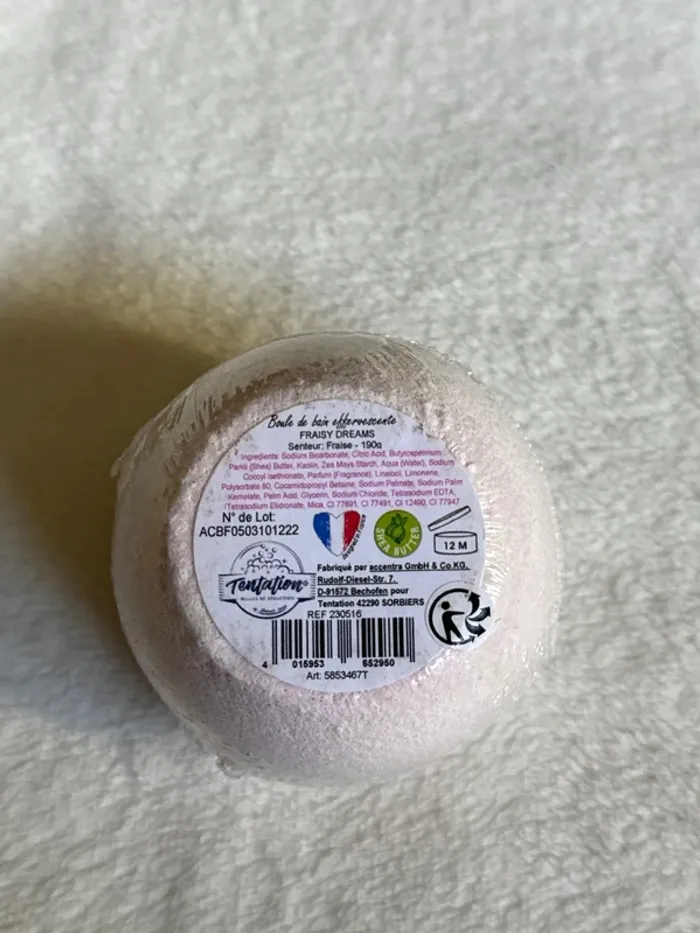 Boule de bain effervescente
FRAISY DREAMS
Senteur: Fraise - 190g
Ingredients: Sodium Bicarbonate, Citric Acid, Butyrospermum
Parkii (Shea) Butter, Kaolin, Zea Mays Starch, Aqua (Water), Sodium
Cocoyl Isethionate, Parfum (Fragrance), Linalool, Limonene,
Polysorbate 80, Cocamidopropyl Betaine, Sodium Palmate, Sodium Palm
Kernelate, Palm Acid, Glycerin, Sodium Chloride, Tetrasodium EDTA,
Tetrasodium Etidronate, Mica, CI 77891, CI 77491, CI 12490, CI 77947
N° de Lot:
ACBF0503101222
SHEA BUTTER
12 M
Tentation
Fabriqué par accentra GmbH & Co.KG.
Rudolf-Diesel-Str. 7.
D-91572 Bechofen pour
Tentation 42290 SORBIERS
REF 230516
4 015953 652950
Art: 5853467T